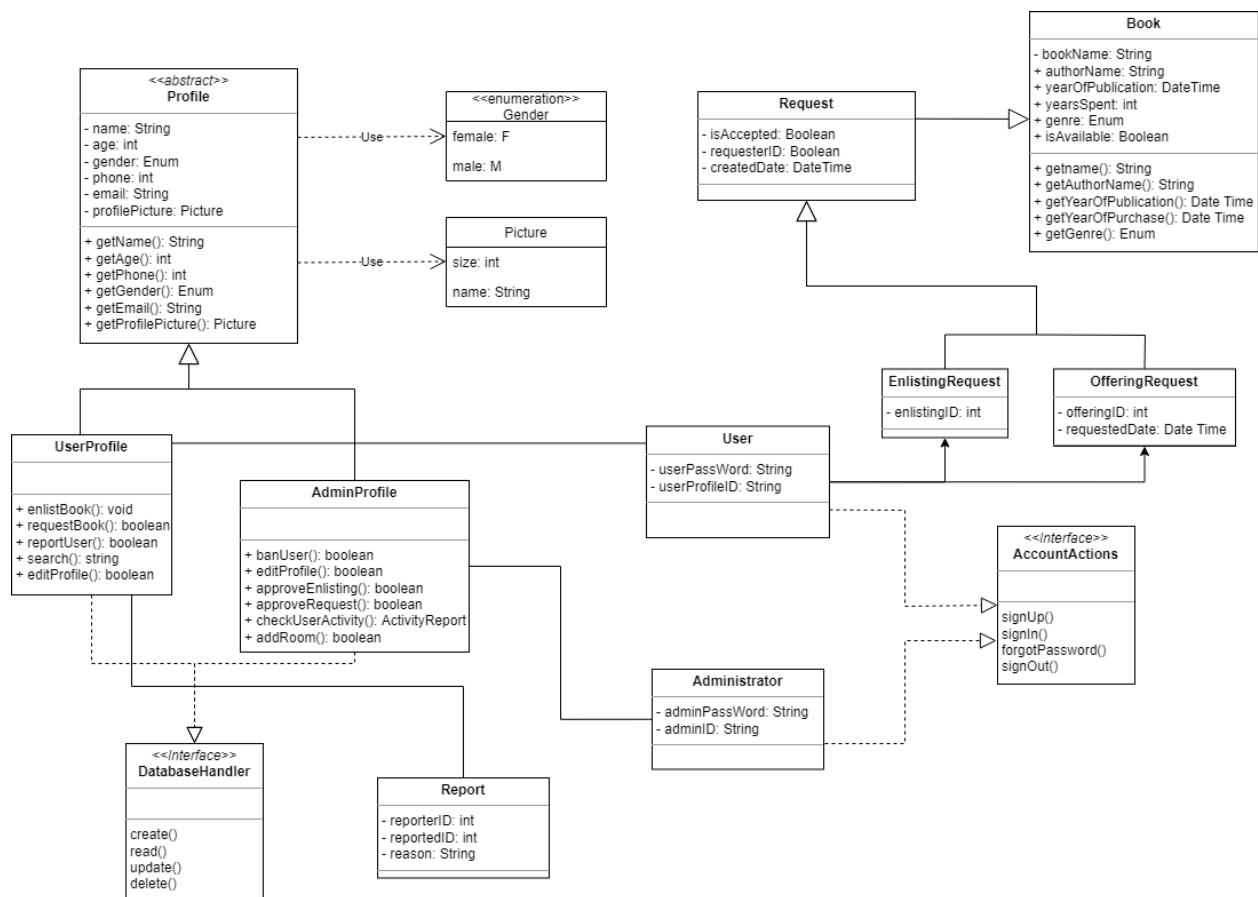 <<abstract>>
Profile
- name: String
- age: int
- gender: Enum
- phone: int
- email: String
- profilePicture: Picture
+ getName(): String
+ getAge(): int
+ getPhone(): int
+ getGender(): Enum
+ getEmail(): String
+ getProfilePicture(): Picture
Use
Use
<<enumeration>>
Gender
female: F
male: M
Picture
size: int
name: String
Request
- isAccepted: Boolean
- requesterID: Boolean
- createdDate: DateTime
Book
- bookName: String
+ authorName: String
+ yearOfPublication: DateTime
+ yearsSpent: int
+ genre: Enum
+ isAvailable: Boolean
+ getname(): String
+ getAuthorName(): String
+ getYearOfPublication(): Date Time
+ getYearOfPurchase(): Date Time
+ getGenre(): Enum
EnlistingRequest
- enlistingID: int
OfferingRequest
- offeringID: int
- requestedDate: Date Time
UserProfile
+ enlistBook(): void
+ requestBook(): boolean
+ reportUser(): boolean
+ search(): string
+ editProfile(): boolean
AdminProfile
+ banUser(): boolean
+ editProfile(): boolean
+ approveEnlisting(): boolean
+ approveRequest(): boolean
+ checkUserActivity(): ActivityReport
+ addRoom(): boolean
User
- userPassWord: String
- userProfileID: String
<<Interface>>
AccountActions
signUp()
signIn()
forgotPassword()
signOut()
Administrator
- adminPassWord: String
- adminID: String
<<Interface>>
DatabaseHandler
create()
read()
update()
delete()
Report
- reporterID: int
- reportedID: int
- reason: String